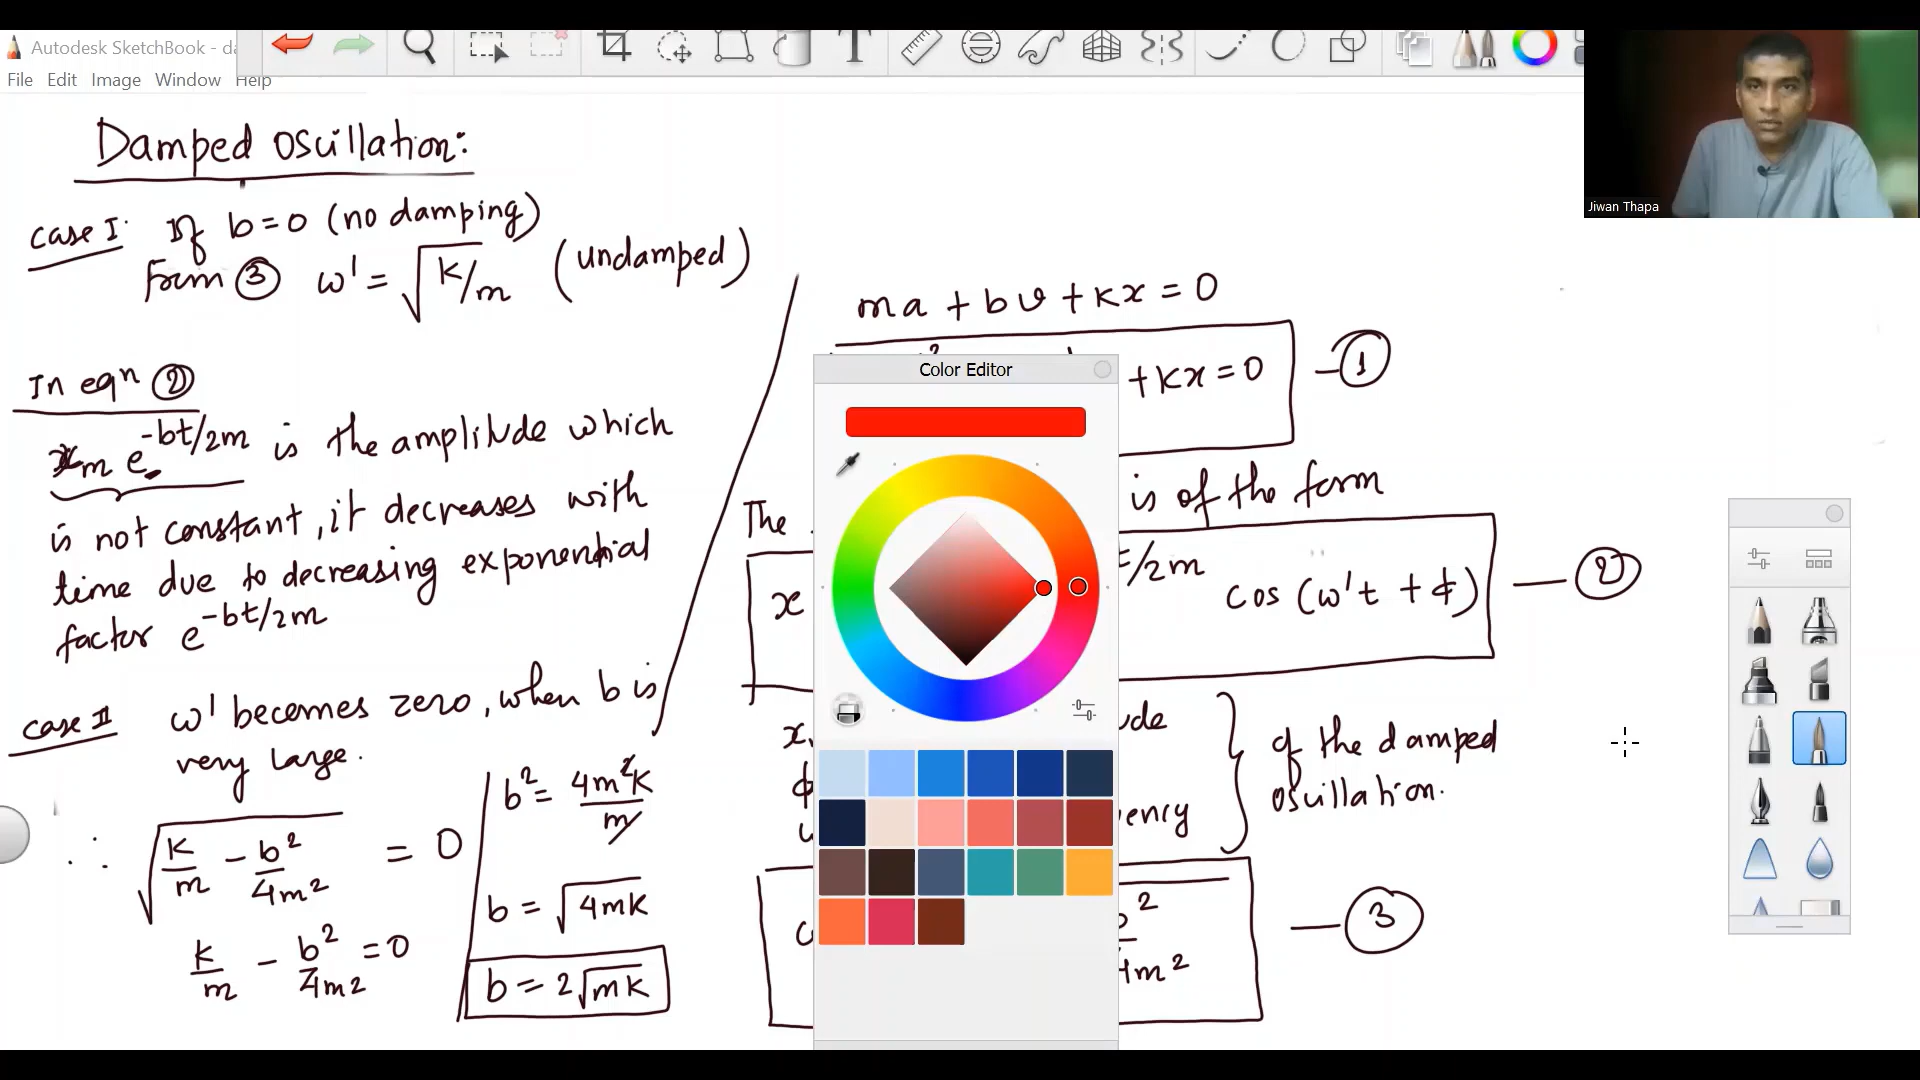 Autodesk SketchBook - da
File Edit Image Window Help
Jiwan Thapa
Damped oscillation:
case I: If b = 0 (no damping)
Form ③ ω' = √k/m (undamped)
In eqn ②
xm e^-bt/2m is the amplitude which
is not constant, it decreases with
time due to decreasing exponential
factor e^-bt/2m
case II ω' becomes zero, when b is
very large.
∴ √(k/m - b²/4m²) = 0
k/m - b²/4m² = 0
b² = 4m²k/m
b = √4mk
b = 2√mk
ma + bv + kx = 0
+ kx = 0 - ①
The
is of the form
x
/2m cos (ω't + ϕ) — ②
of the damped
oscillation.
4m² — ③
Color Editor